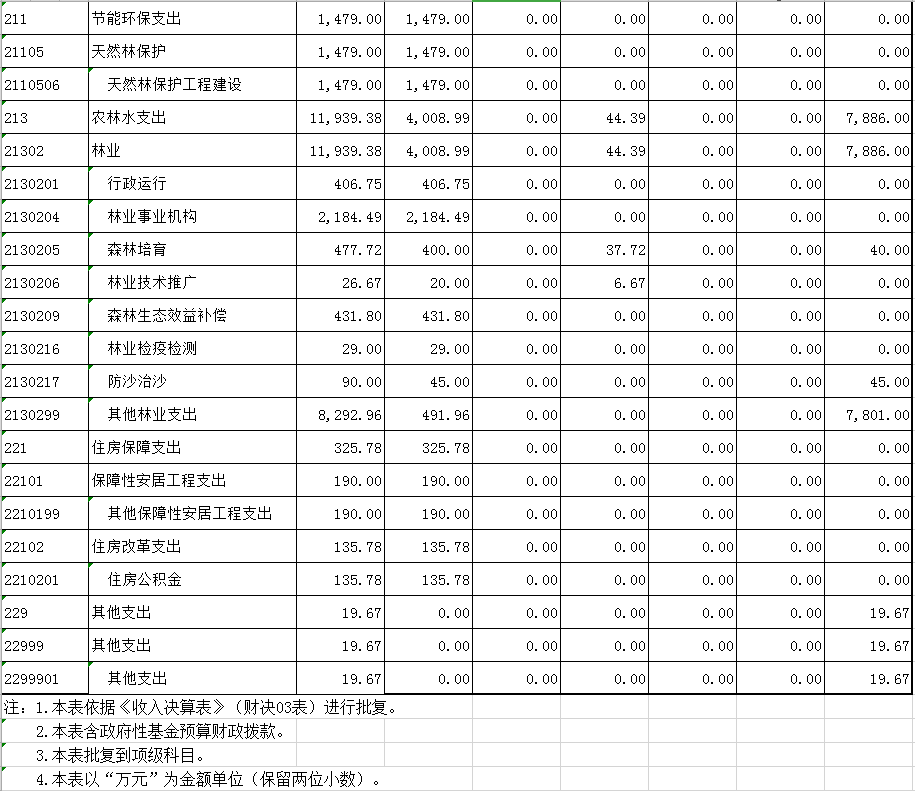 211 节能环保支出 1,479.00 1,479.00 0.00 0.00 0.00 0.00 0.00
21105 天然林保护 1,479.00 1,479.00 0.00 0.00 0.00 0.00 0.00
2110506 天然林保护工程建设 1,479.00 1,479.00 0.00 0.00 0.00 0.00 0.00
213 农林水支出 11,939.38 4,008.99 0.00 44.39 0.00 0.00 7,886.00
21302 林业 11,939.38 4,008.99 0.00 44.39 0.00 0.00 7,886.00
2130201 行政运行 406.75 406.75 0.00 0.00 0.00 0.00 0.00
2130204 林业事业机构 2,184.49 2,184.49 0.00 0.00 0.00 0.00 0.00
2130205 森林培育 477.72 400.00 0.00 37.72 0.00 0.00 40.00
2130206 林业技术推广 26.67 20.00 0.00 6.67 0.00 0.00 0.00
2130209 森林生态效益补偿 431.80 431.80 0.00 0.00 0.00 0.00 0.00
2130216 林业检疫检测 29.00 29.00 0.00 0.00 0.00 0.00 0.00
2130217 防沙治沙 90.00 45.00 0.00 0.00 0.00 0.00 45.00
2130299 其他林业支出 8,292.96 491.96 0.00 0.00 0.00 0.00 7,801.00
221 住房保障支出 325.78 325.78 0.00 0.00 0.00 0.00 0.00
22101 保障性安居工程支出 190.00 190.00 0.00 0.00 0.00 0.00 0.00
2210199 其他保障性安居工程支出 190.00 190.00 0.00 0.00 0.00 0.00 0.00
22102 住房改革支出 135.78 135.78 0.00 0.00 0.00 0.00 0.00
2210201 住房公积金 135.78 135.78 0.00 0.00 0.00 0.00 0.00
229 其他支出 19.67 0.00 0.00 0.00 0.00 0.00 19.67
22999 其他支出 19.67 0.00 0.00 0.00 0.00 0.00 19.67
2299901 其他支出 19.67 0.00 0.00 0.00 0.00 0.00 19.67
注：1.本表依据《收入决算表》（财决03表）进行批复。
2.本表含政府性基金预算财政拨款。
3.本表批复到项级科目。
4.本表以“万元”为金额单位（保留两位小数）。